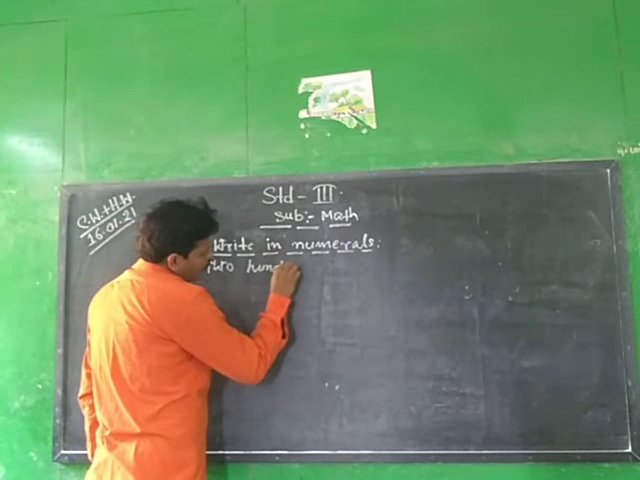 C.W.+H.W.
16.01.21
Std - III
Sub:- Math
Write in numerals:
Two hund